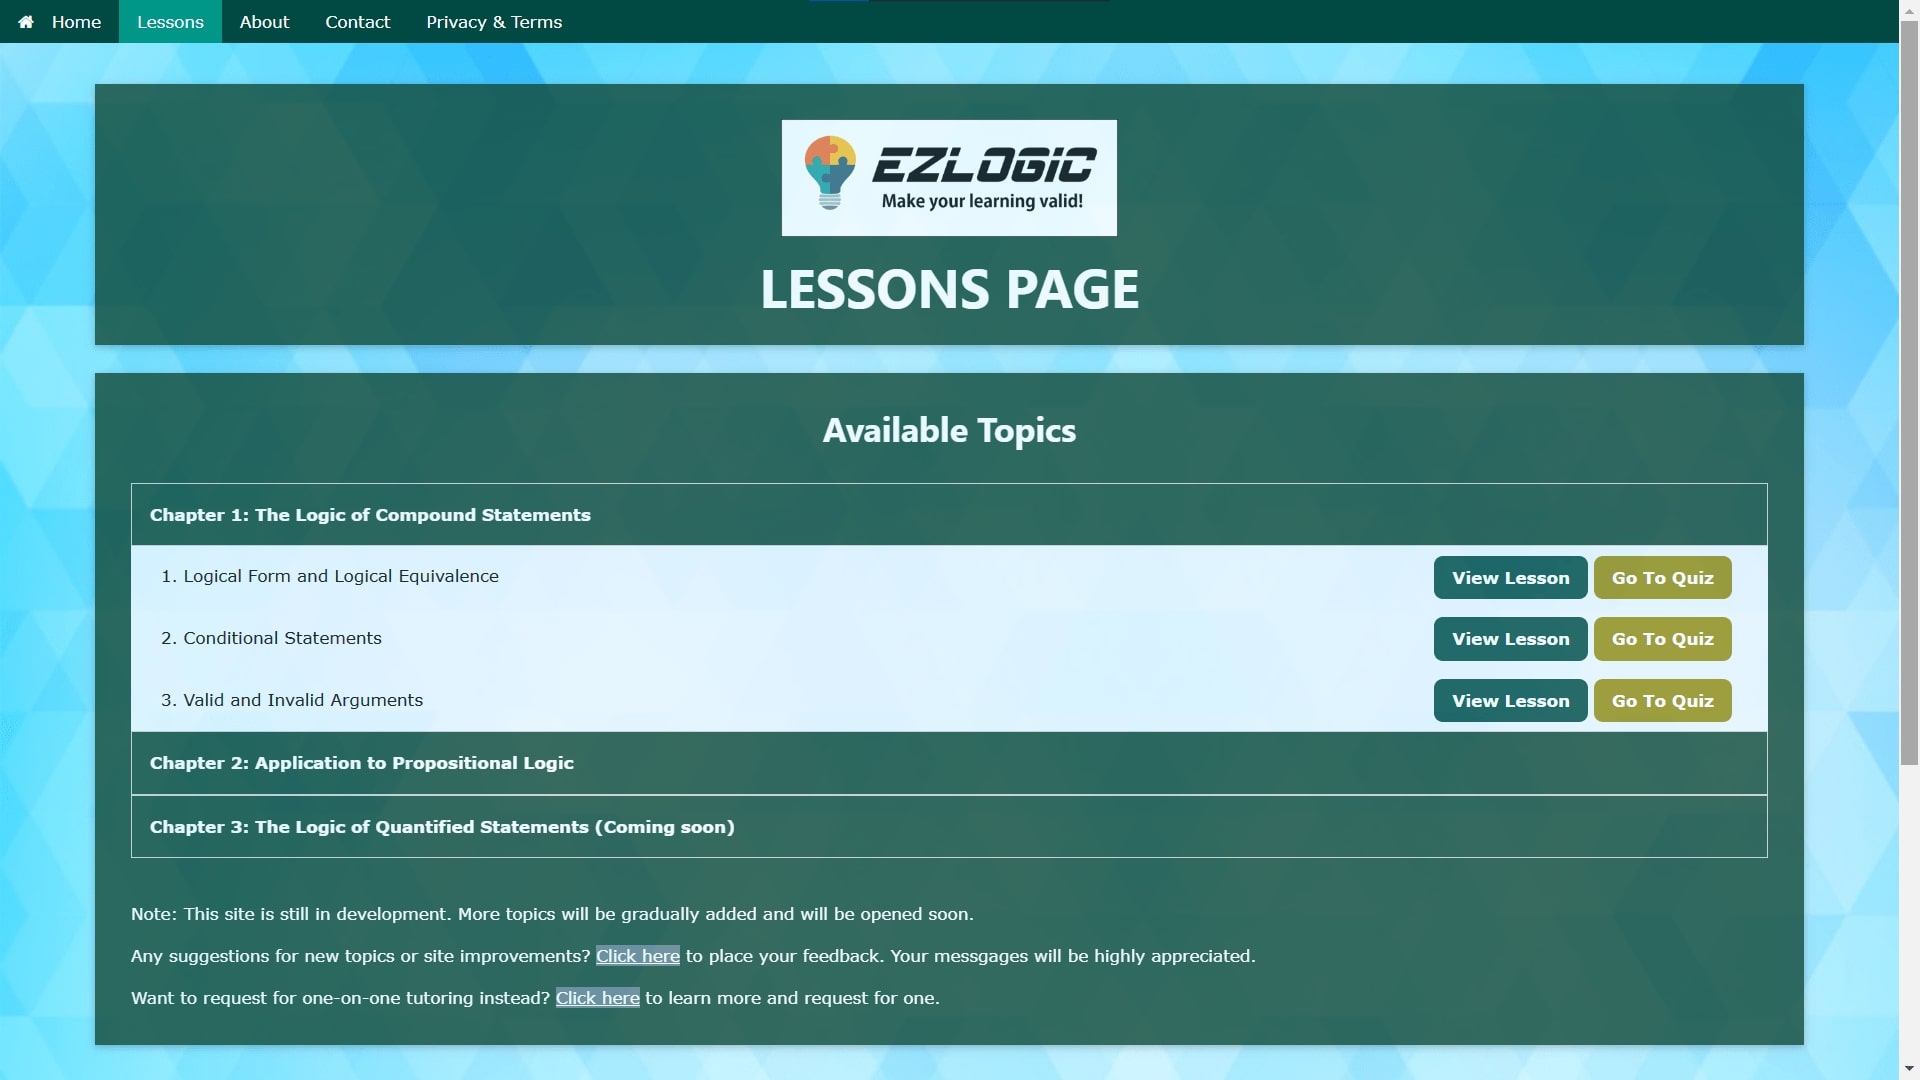 Home Lessons About Contact Privacy & Terms
EZLOGiC
Make your learning valid!
LESSONS PAGE
Available Topics
Chapter 1: The Logic of Compound Statements
1. Logical Form and Logical Equivalence View Lesson Go To Quiz
2. Conditional Statements View Lesson Go To Quiz
3. Valid and Invalid Arguments View Lesson Go To Quiz
Chapter 2: Application to Propositional Logic
Chapter 3: The Logic of Quantified Statements (Coming soon)
Note: This site is still in development. More topics will be gradually added and will be opened soon.
Any suggestions for new topics or site improvements? Click here to place your feedback. Your messgages will be highly appreciated.
Want to request for one-on-one tutoring instead? Click here to learn more and request for one.